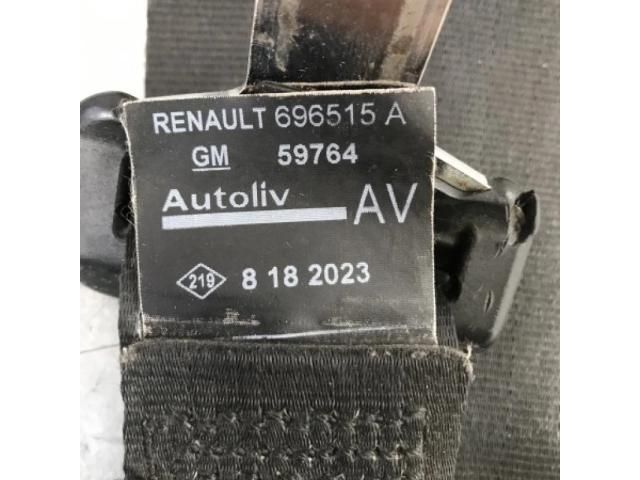 RENAULT 696515 A
GM 59764
Autoliv AV
219 8 18 2023